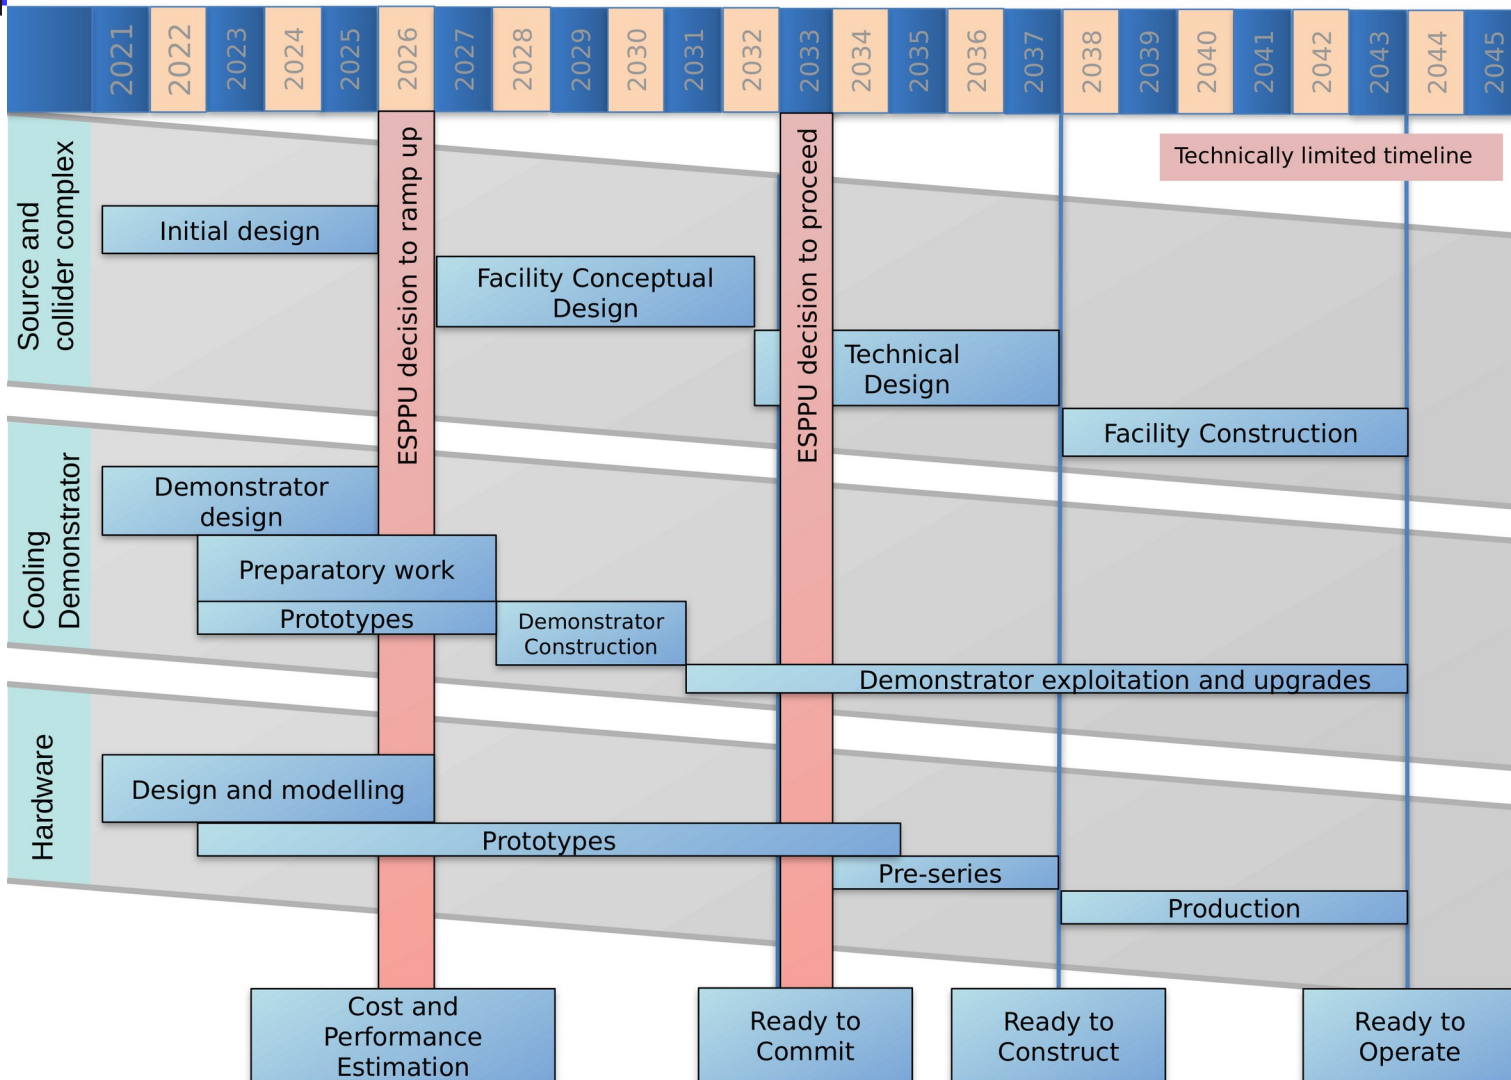 2021 2022 2023 2024 2025 2026 2027 2028 2029 2030 2031 2032 2033 2034 2035 2036 2037 2038 2039 2040 2041 2042 2043 2044 2045
Technically limited timeline
Source and
collider complex
Initial design
ESPPU decision to ramp up
Facility Conceptual
Design
ESPPU decision to proceed
Technical
Design
Facility Construction
Cooling
Demonstrator
Demonstrator
design
Preparatory work
Prototypes
Demonstrator
Construction
Demonstrator exploitation and upgrades
Hardware
Design and modelling
Prototypes
Pre-series
Production
Cost and
Performance
Estimation
Ready to
Commit
Ready to
Construct
Ready to
Operate